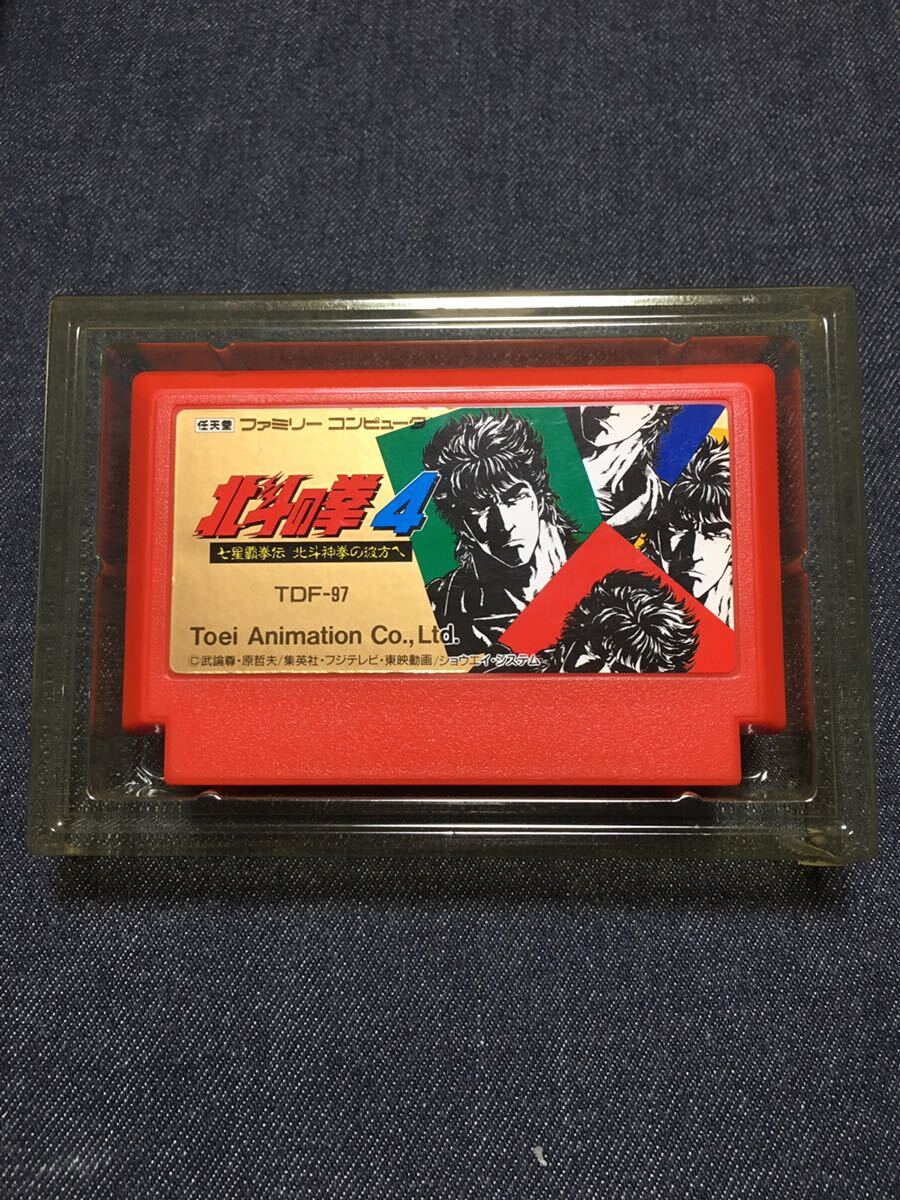 任天堂 ファミリー コンピュータ
北斗の拳4
七星覇拳伝 北斗神拳の彼方へ
TDF-97
Toei Animation Co., Ltd.
©武論尊・原哲夫/集英社・フジテレビ・東映動画/ショウエイ・システム